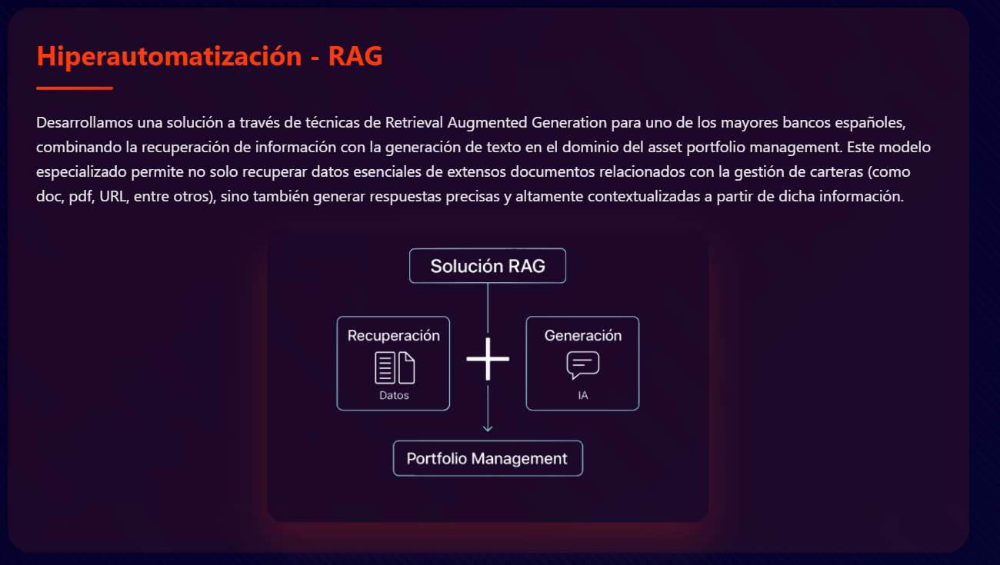 Hiperautomatización - RAG
Desarrollamos una solución a través de técnicas de Retrieval Augmented Generation para uno de los mayores bancos españoles,
combinando la recuperación de información con la generación de texto en el dominio del asset portfolio management. Este modelo
especializado permite no solo recuperar datos esenciales de extensos documentos relacionados con la gestión de carteras (como
doc, pdf, URL, entre otros), sino también generar respuestas precisas y altamente contextualizadas a partir de dicha información.
Solución RAG
Recuperación
Datos
Generación
IA
Portfolio Management